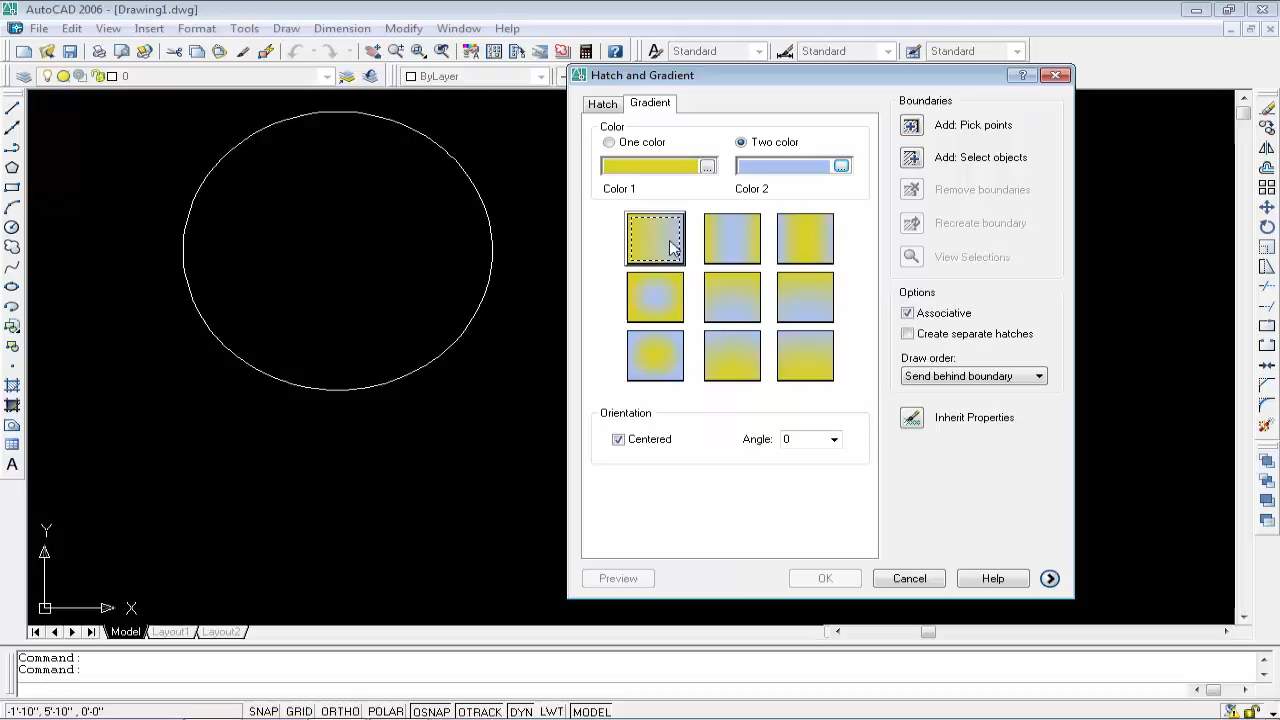 AutoCAD 2006 - [Drawing1.dwg]
File Edit View Insert Format Tools Draw Dimension Modify Window Help
Standard Standard Standard
0 ByLayer
Hatch and Gradient
Hatch Gradient
Color
One color Two color
Color 1 Color 2
Orientation
Centered Angle: 0
Boundaries
Add: Pick points
Add: Select objects
Remove boundaries
Recreate boundary
View Selections
Options
Associative
Create separate hatches
Draw order:
Send behind boundary
Inherit Properties
Preview OK Cancel Help
A
Y
X
Model Layout1 Layout2
Command:
Command:
-1'-10", 5'-10" , 0'-0" SNAP GRID ORTHO POLAR OSNAP OTRACK DYN LWT MODEL